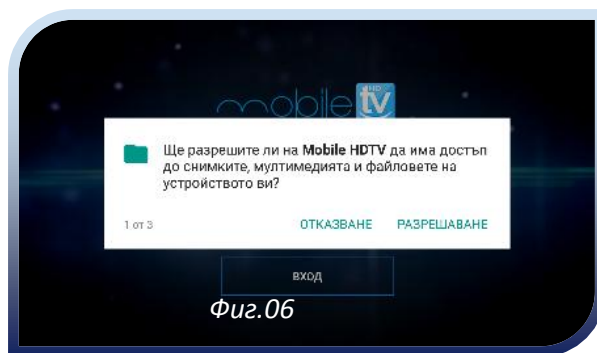 mobile HD tv
Ще разрешите ли на Mobile HDTV да има достъп
до снимките, мултимедията и файловете на
устройството ви?
1 от 3 ОТКАЗВАНЕ РАЗРЕШАВАНЕ
вход
Фиг.06